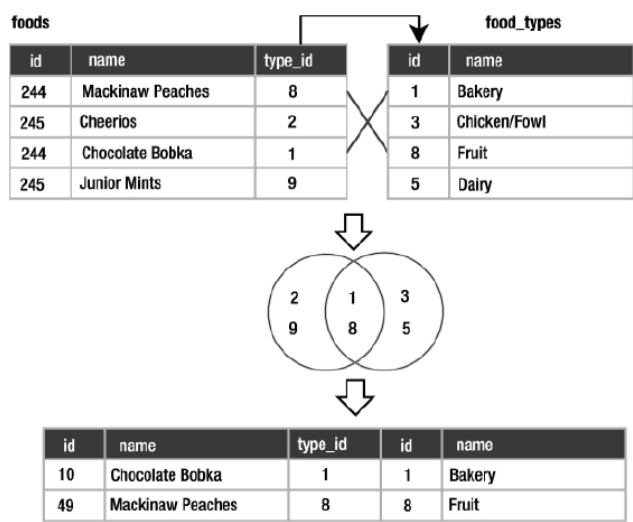 foods food_types
id name type_id id name
244 Mackinaw Peaches 8 1 Bakery
245 Cheerios 2 3 Chicken/Fowl
244 Chocolate Bobka 1 8 Fruit
245 Junior Mints 9 5 Dairy
2 1 3
9 8 5
id name type_id id name
10 Chocolate Bobka 1 1 Bakery
49 Mackinaw Peaches 8 8 Fruit